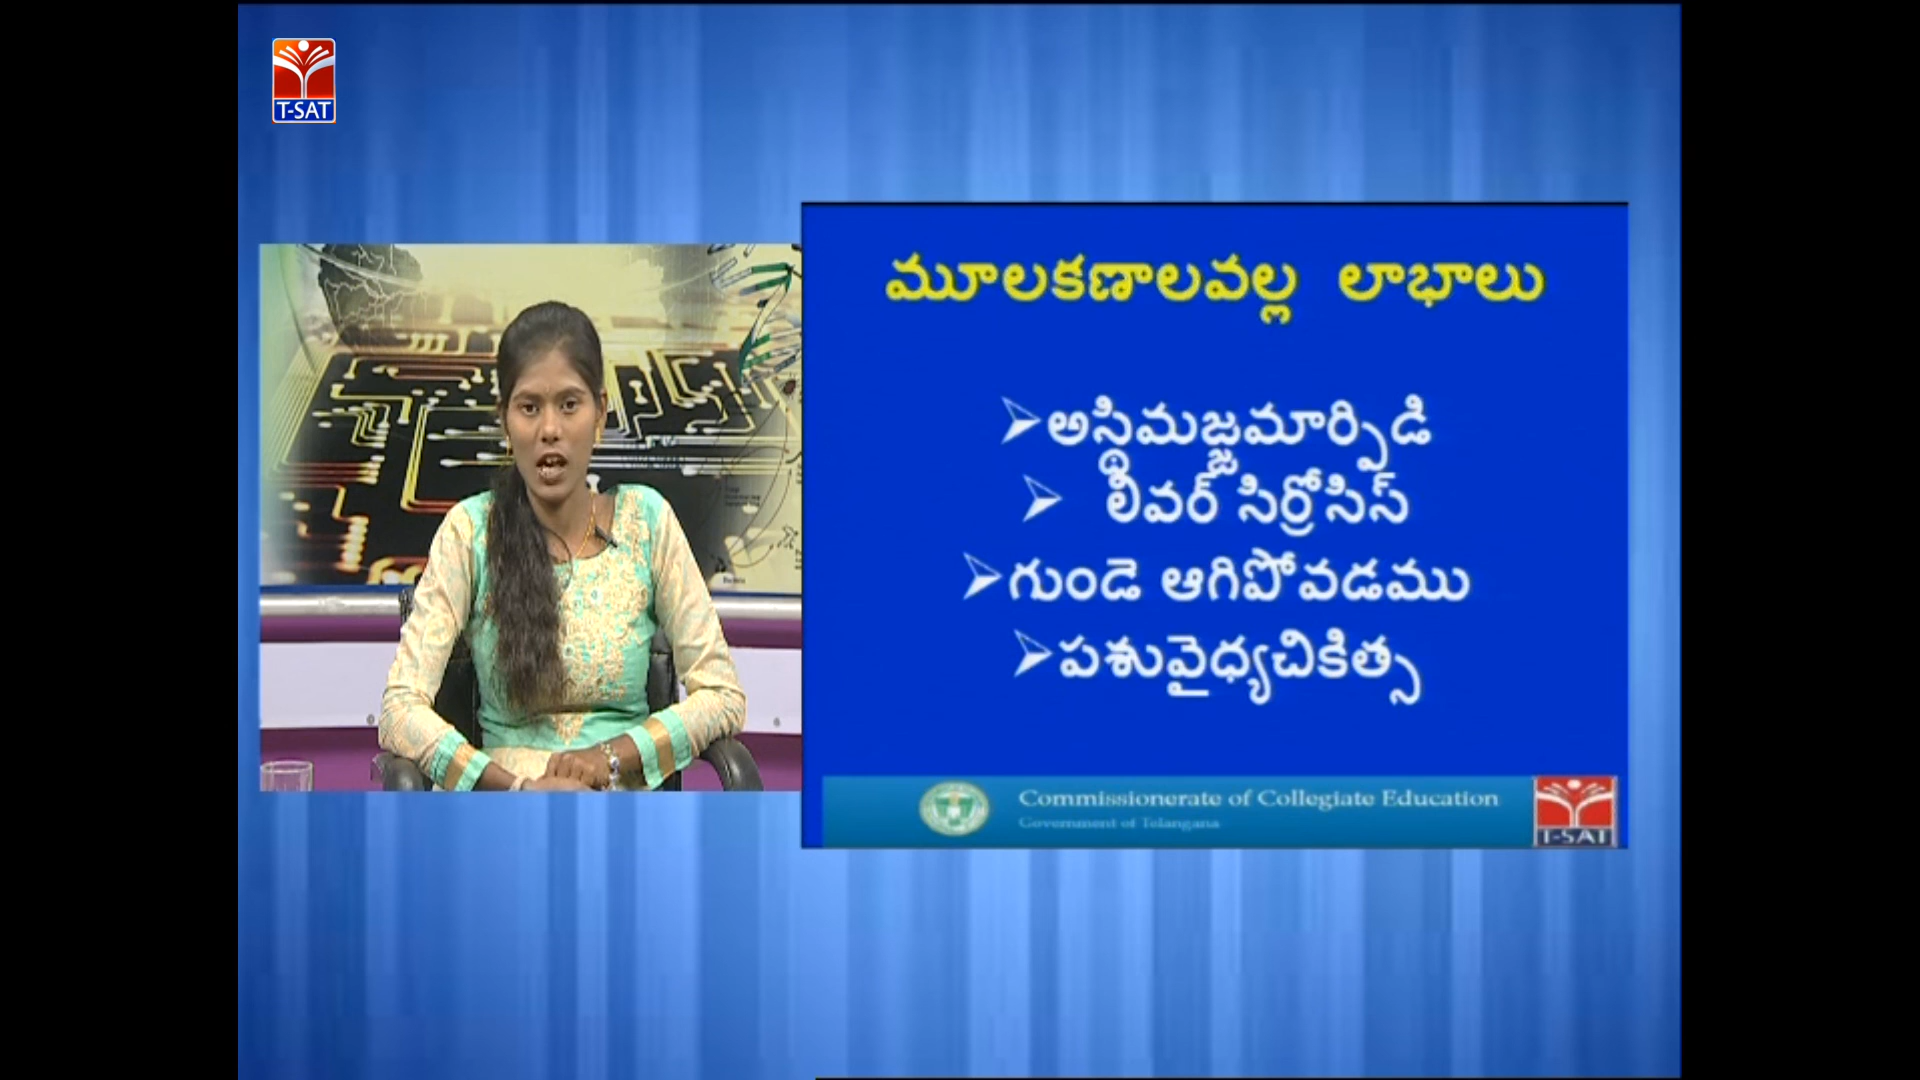 T-SAT
మూలకణాలవల్ల లాభాలు
అస్థిమజ్జమార్పిడి
లివర్ సిర్రోసిస్
గుండె ఆగిపోవడము
పశువైధ్యచికిత్స
Commissionerate of Collegiate Education
Government of Telangana
T-SAT